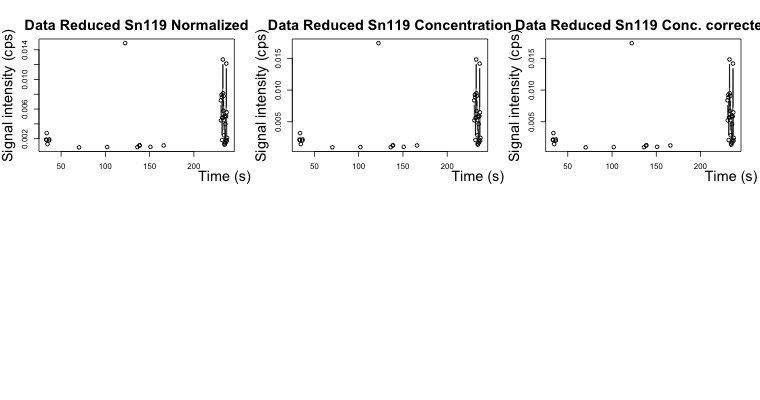 Data Reduced Sn119 Normalized
Signal intensity (cps)
0.002 0.006 0.010 0.014
50 100 150 200
Time (s)
Data Reduced Sn119 Concentration
Signal intensity (cps)
0.005 0.010 0.015
50 100 150 200
Time (s)
Data Reduced Sn119 Conc. correcte
Signal intensity (cps)
0.005 0.010 0.015
50 100 150 200
Time (s)